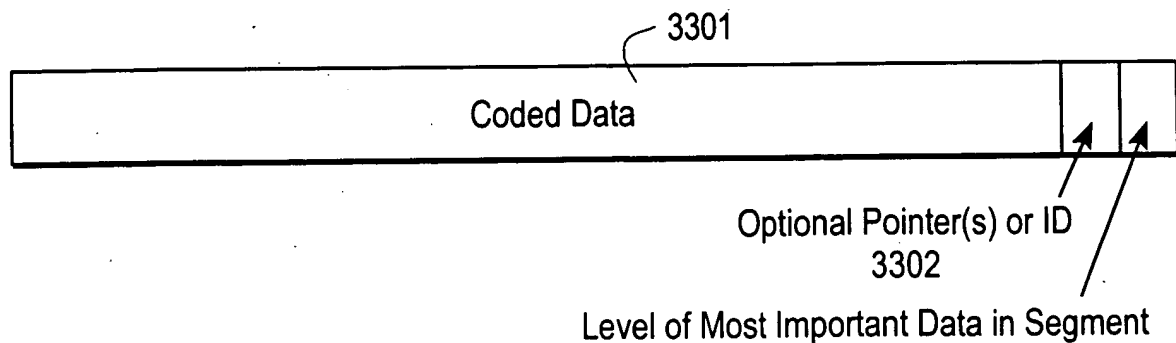 3301
Coded Data
Optional Pointer(s) or ID
3302
Level of Most Important Data in Segment